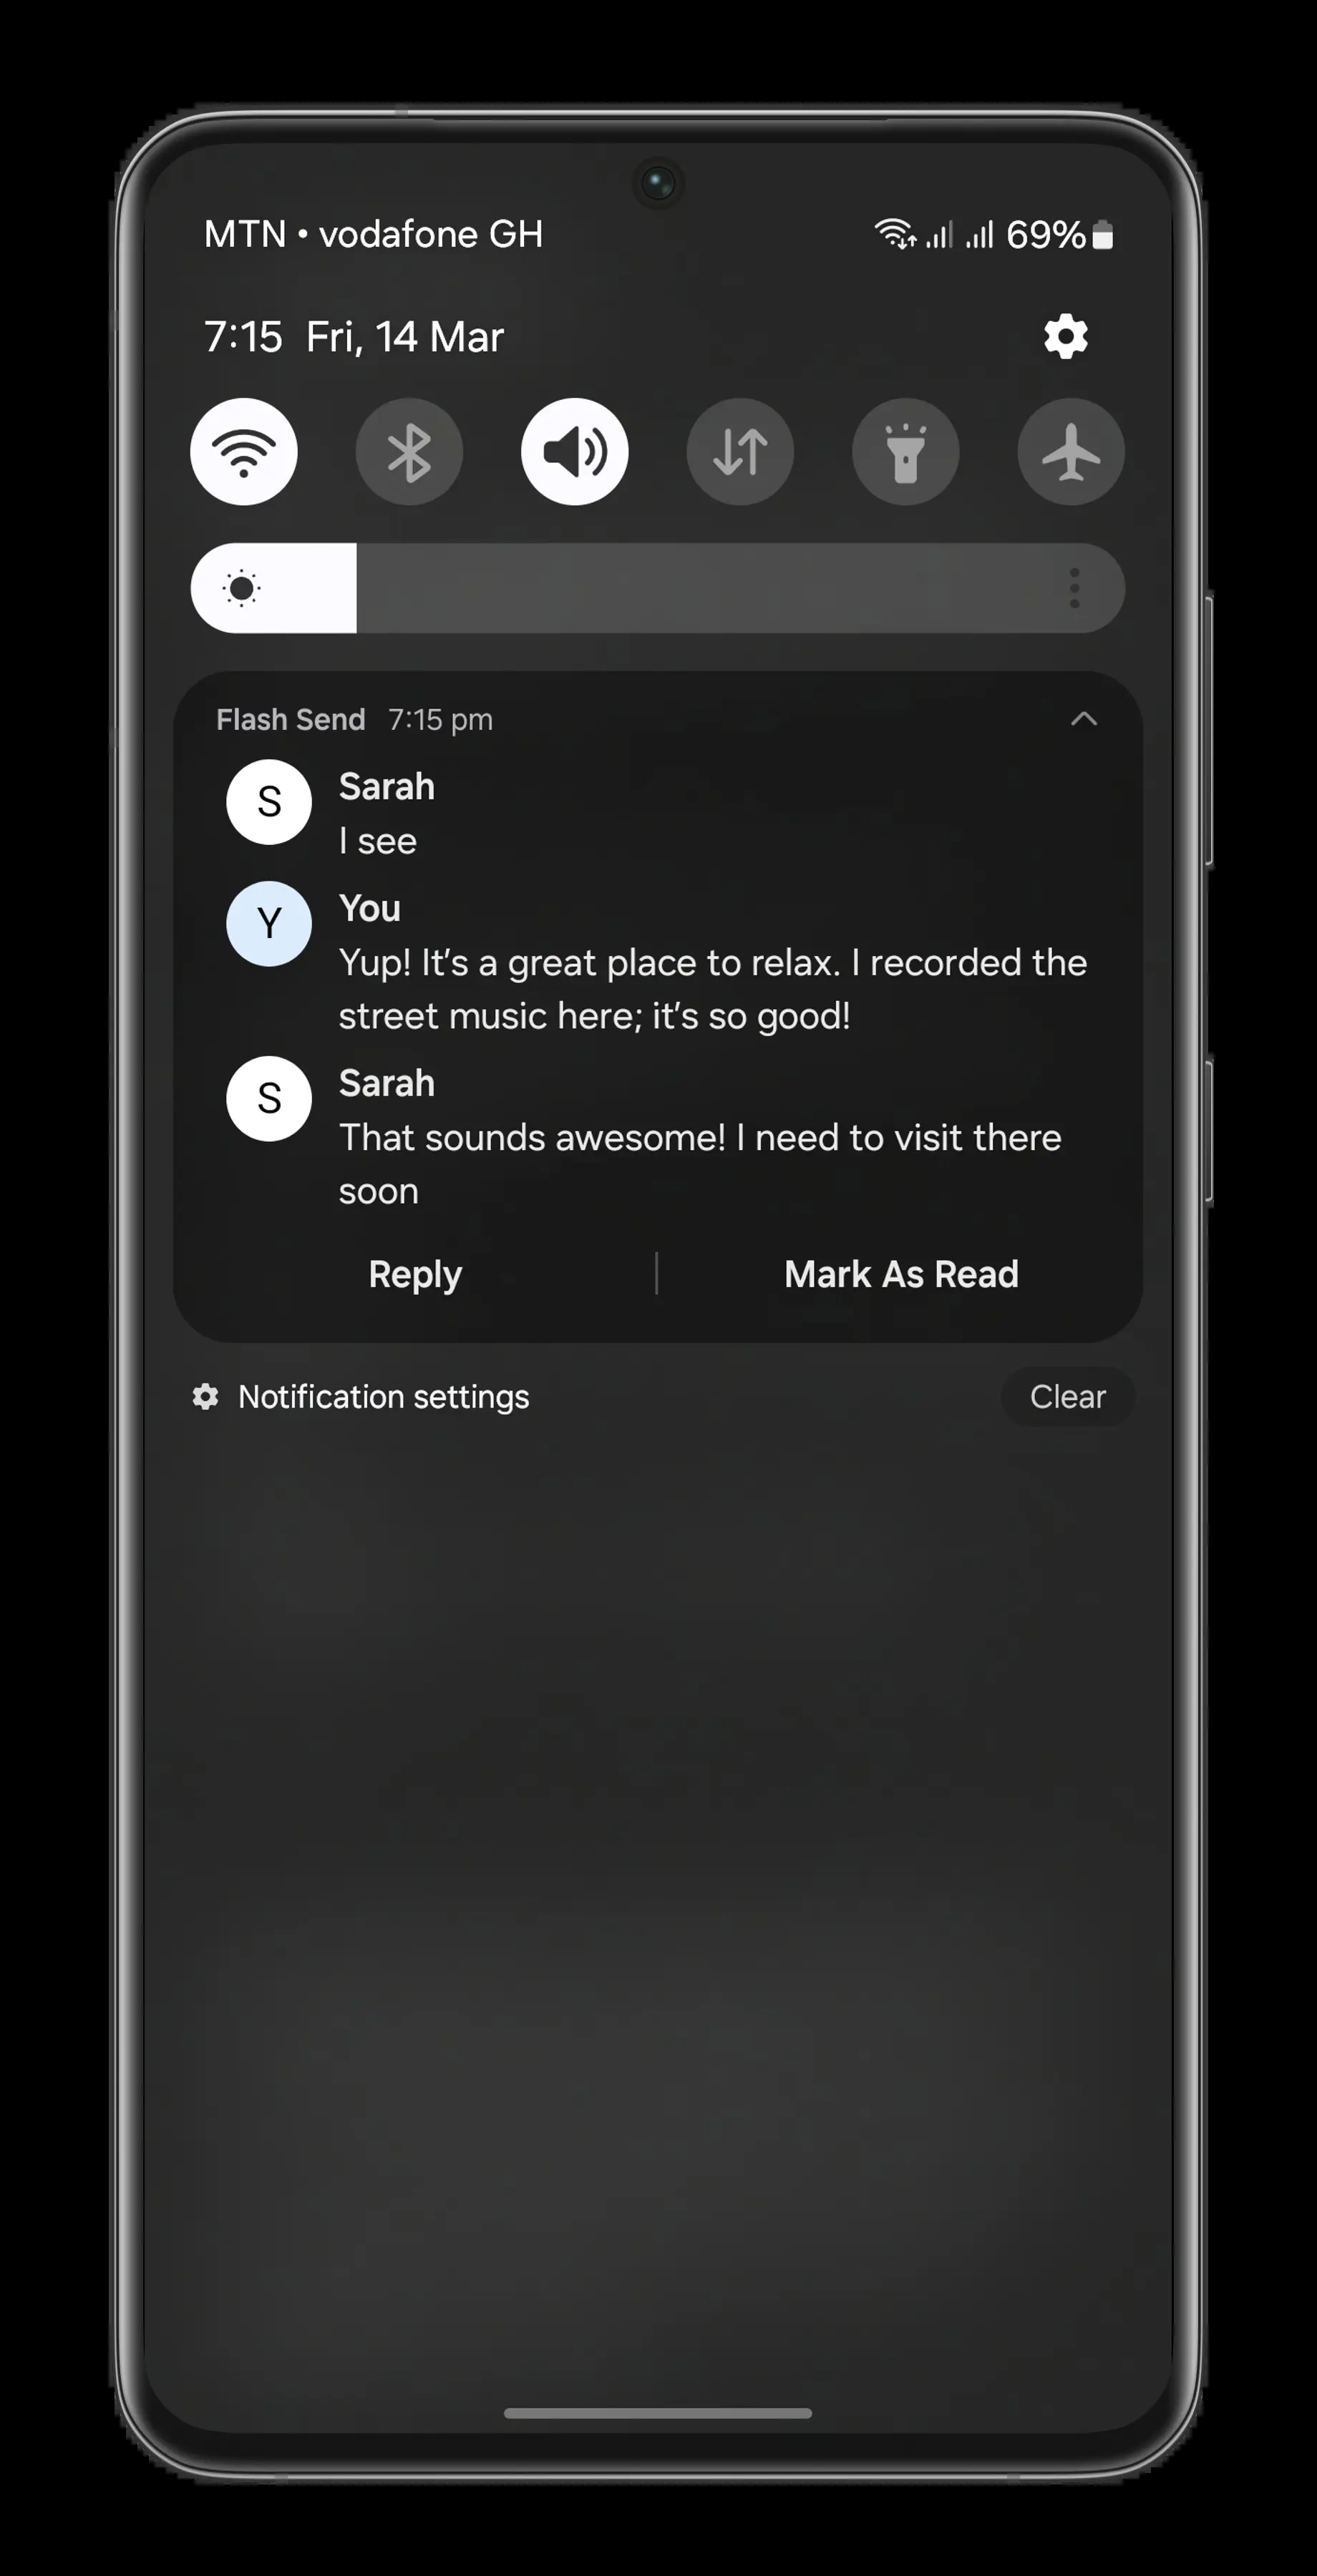 MTN • vodafone GH
69%
7:15 Fri, 14 Mar
Flash Send 7:15 pm
S
Sarah
I see
Y
You
Yup! It’s a great place to relax. I recorded the
street music here; it’s so good!
S
Sarah
That sounds awesome! I need to visit there
soon
Reply | Mark As Read
Notification settings
Clear